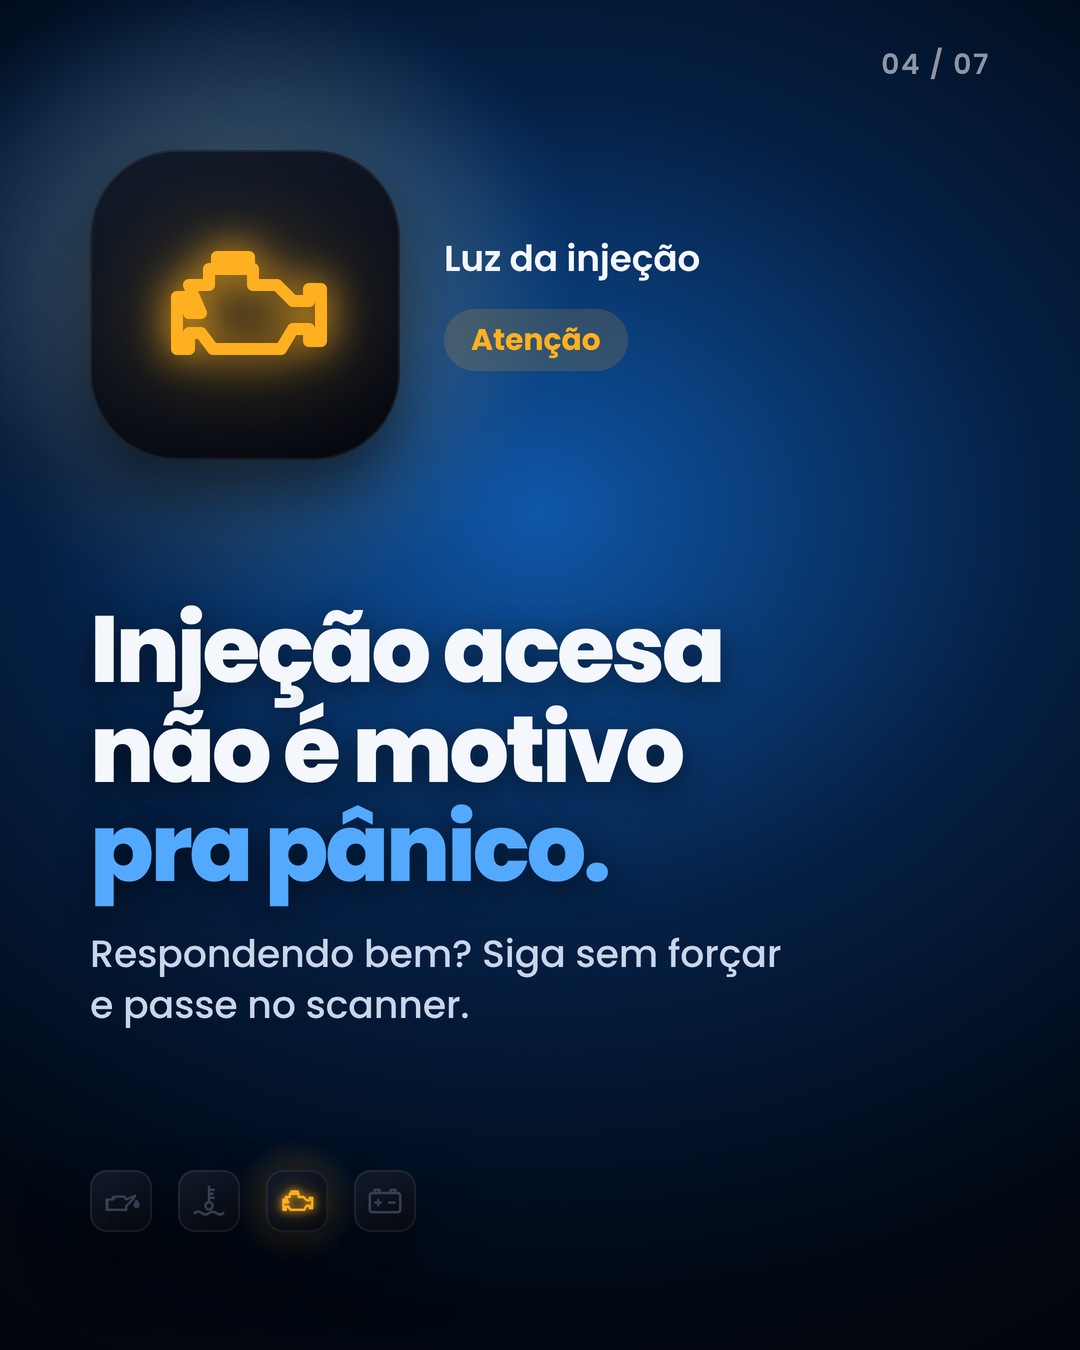 04 / 07
Luz da injeção
Atenção
Injeção acesa
não é motivo
pra pânico.
Respondendo bem? Siga sem forçar
e passe no scanner.